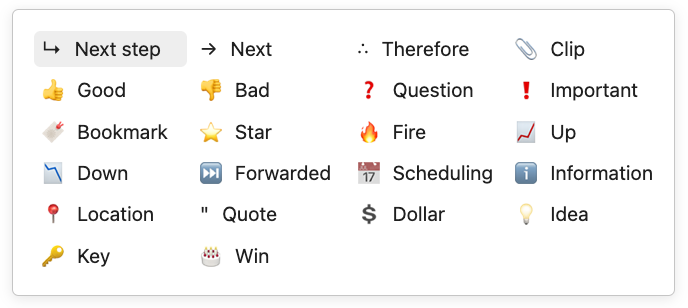 ↳ Next step → Next ∴ Therefore 📎 Clip
👍 Good 👎 Bad ❓ Question ❗ Important
🔖 Bookmark ⭐ Star 🔥 Fire 📈 Up
📉 Down ⏭️ Forwarded 📅 Scheduling ℹ️ Information
📍 Location " Quote 💲 Dollar 💡 Idea
🔑 Key 🎂 Win